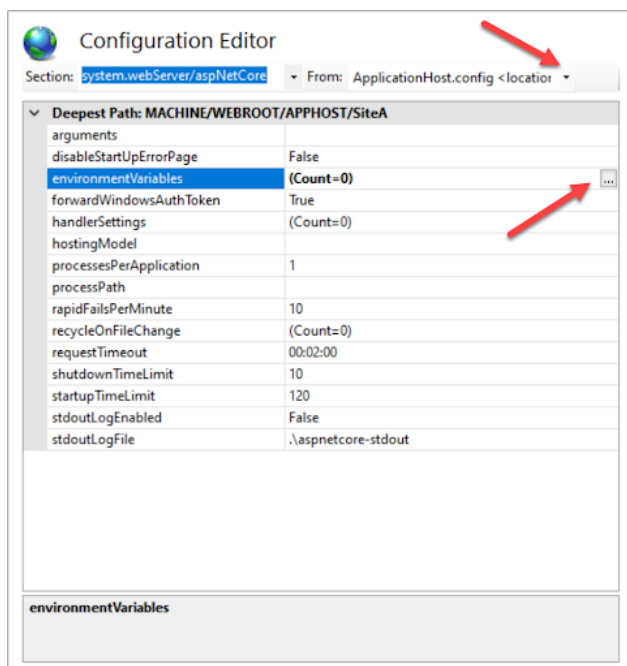 Configuration Editor
Section: system.webServer/aspNetCore From: ApplicationHost.config <location
Deepest Path: MACHINE/WEBROOT/APPHOST/SiteA
arguments
disableStartUpErrorPage False
environmentVariables (Count=0) ...
forwardWindowsAuthToken True
handlerSettings (Count=0)
hostingModel
processesPerApplication 1
processPath
rapidFailsPerMinute 10
recycleOnFileChange (Count=0)
requestTimeout 00:02:00
shutdownTimeLimit 10
startupTimeLimit 120
stdoutLogEnabled False
stdoutLogFile .\aspnetcore-stdout
environmentVariables